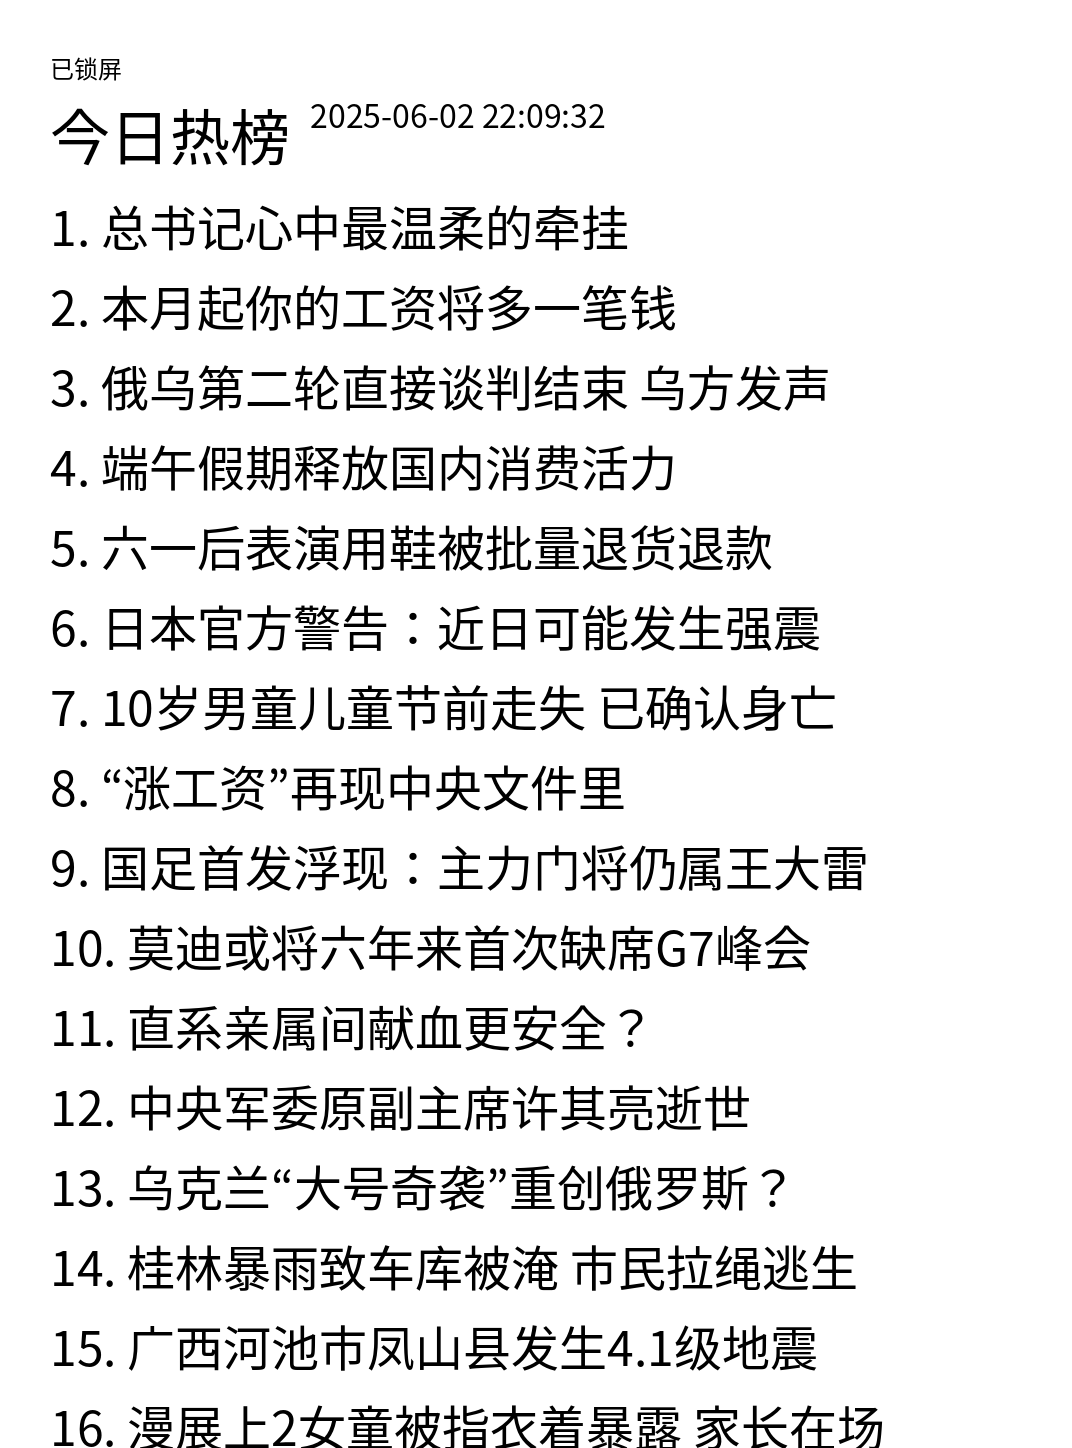 已锁屏
今日热榜 2025-06-02 22:09:32
1. 总书记心中最温柔的牵挂
2. 本月起你的工资将多一笔钱
3. 俄乌第二轮直接谈判结束 乌方发声
4. 端午假期释放国内消费活力
5. 六一后表演用鞋被批量退货退款
6. 日本官方警告：近日可能发生强震
7. 10岁男童儿童节前走失 已确认身亡
8. “涨工资”再现中央文件里
9. 国足首发浮现：主力门将仍属王大雷
10. 莫迪或将六年来首次缺席G7峰会
11. 直系亲属间献血更安全？
12. 中央军委原副主席许其亮逝世
13. 乌克兰“大号奇袭”重创俄罗斯？
14. 桂林暴雨致车库被淹 市民拉绳逃生
15. 广西河池市凤山县发生4.1级地震
16. 漫展上2女童被指衣着暴露 家长在场